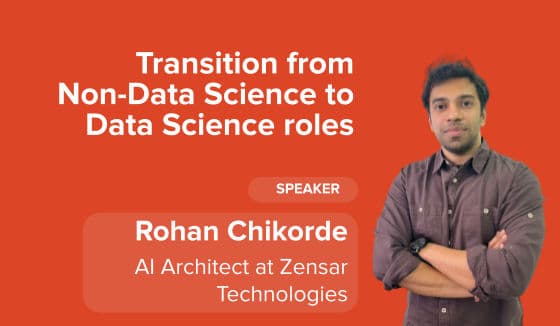 Transition from
Non-Data Science to
Data Science roles
SPEAKER
Rohan Chikorde
AI Architect at Zensar
Technologies